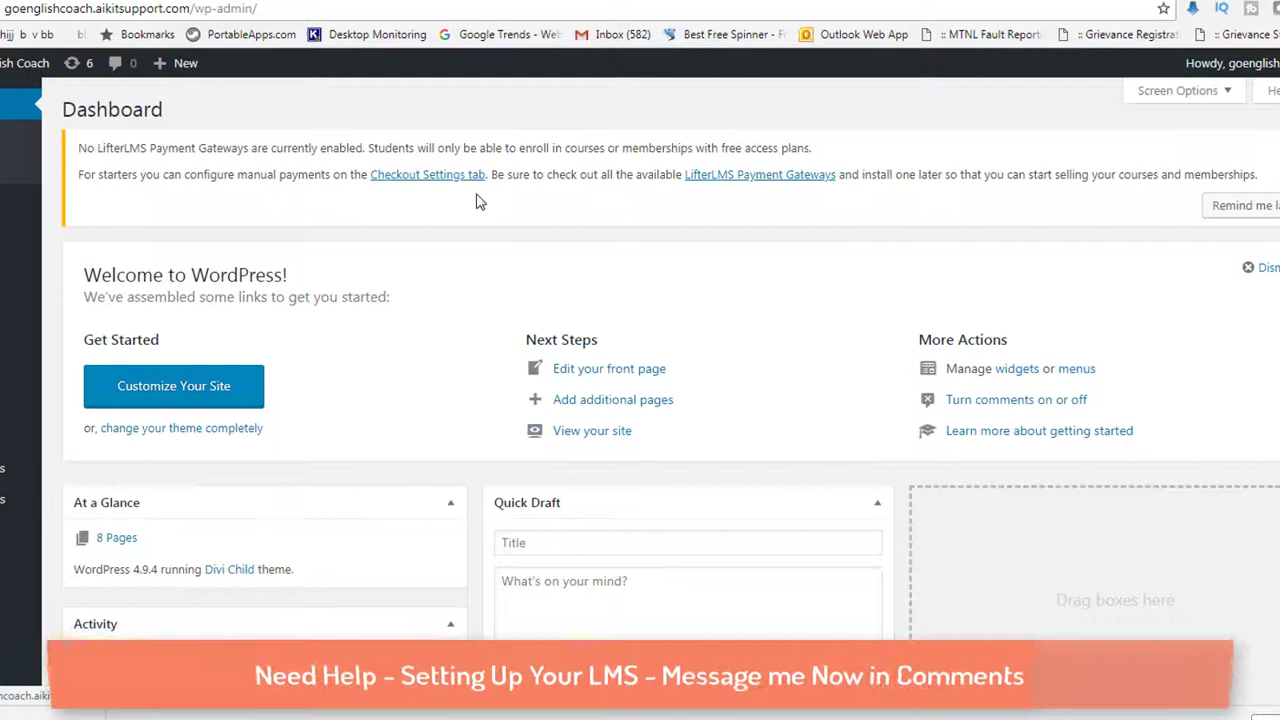 goenglishcoach.aikitsupport.com/wp-admin/
hijj b v bb
Bookmarks
PortableApps.com
Desktop Monitoring
Google Trends - We
Inbox (582)
Best Free Spinner - F
Outlook Web App
:: MTNL Fault Report
:: Grievance Registra
:: Grievance S
ish Coach 6 0 New
Howdy, goenglish
Screen Options
He
Dashboard
No LifterLMS Payment Gateways are currently enabled. Students will only be able to enroll in courses or memberships with free access plans.
For starters you can configure manual payments on the Checkout Settings tab. Be sure to check out all the available LifterLMS Payment Gateways and install one later so that you can start selling your courses and memberships.
Remind me la
Welcome to WordPress!
We've assembled some links to get you started:
Dism
Get Started
Customize Your Site
or, change your theme completely
Next Steps
Edit your front page
Add additional pages
View your site
More Actions
Manage widgets or menus
Turn comments on or off
Learn more about getting started
At a Glance
8 Pages
WordPress 4.9.4 running Divi Child theme.
Activity
Quick Draft
Title
What's on your mind?
Drag boxes here
Need Help - Setting Up Your LMS - Message me Now in Comments
coach.aiki